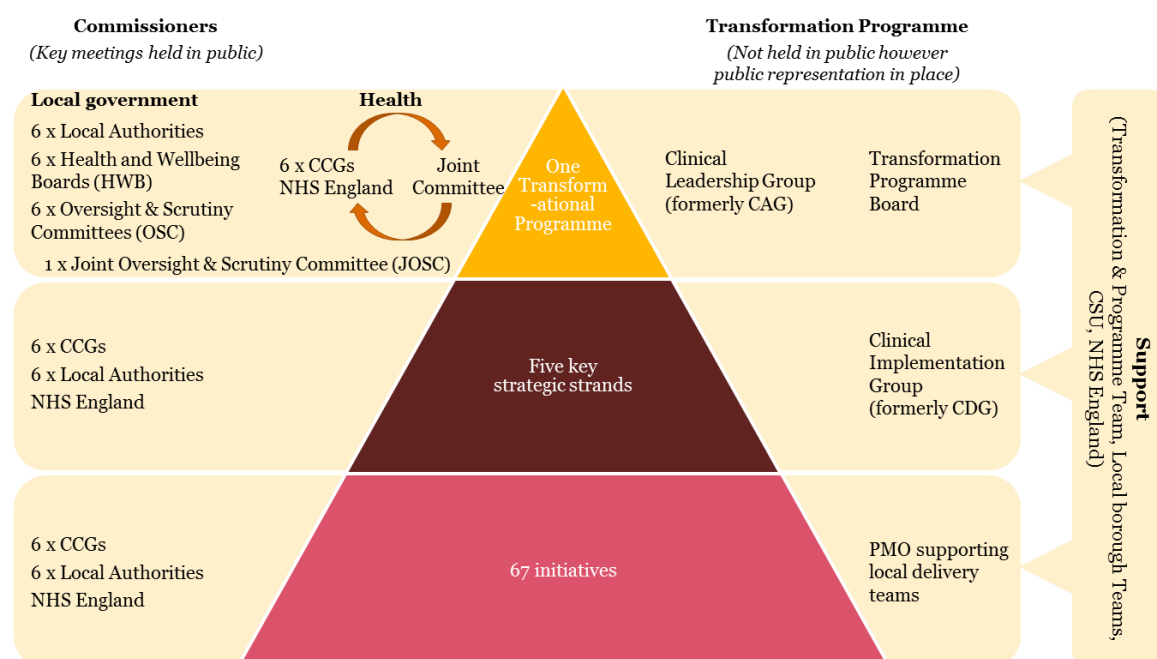 Commissioners
(Key meetings held in public)
Transformation Programme
(Not held in public however
public representation in place)
Local government
6 x Local Authorities
6 x Health and Wellbeing
Boards (HWB)
6 x Oversight & Scrutiny
Committees (OSC)
1 x Joint Oversight & Scrutiny Committee (JOSC)
Health
6 x CCGs
NHS England
Joint
Committee
One
Transform
-ational
Programme
Clinical
Leadership Group
(formerly CAG)
Transformation
Programme
Board
6 x CCGs
6 x Local Authorities
NHS England
Five key
strategic strands
Clinical
Implementation
Group
(formerly CDG)
6 x CCGs
6 x Local Authorities
NHS England
67 initiatives
PMO supporting
local delivery
teams
Support
(Transformation & Programme Team, Local borough Teams,
CSU, NHS England)